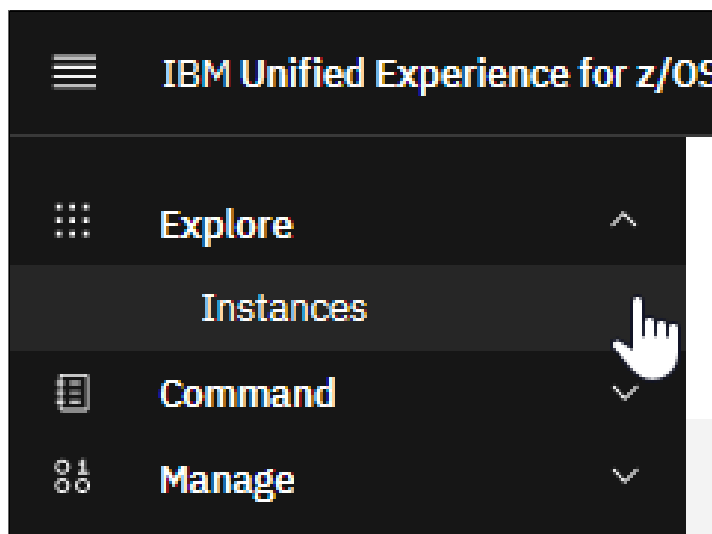 IBM Unified Experience for z/OS
Explore
Instances
Command
Manage